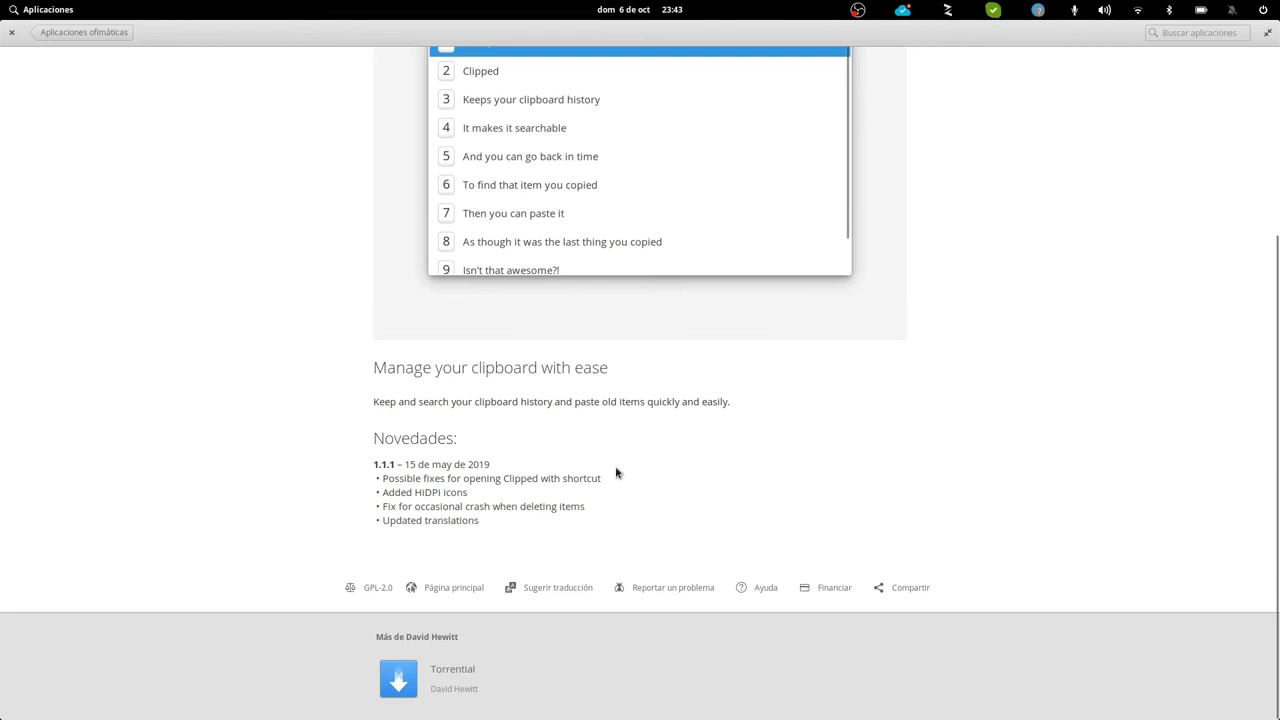 Aplicaciones
dom 6 de oct 23:43
Aplicaciones ofimáticas
Buscar aplicaciones
2 Clipped
3 Keeps your clipboard history
4 It makes it searchable
5 And you can go back in time
6 To find that item you copied
7 Then you can paste it
8 As though it was the last thing you copied
9 Isn't that awesome?!
Manage your clipboard with ease
Keep and search your clipboard history and paste old items quickly and easily.
Novedades:
1.1.1 – 15 de may de 2019
• Possible fixes for opening Clipped with shortcut
• Added HiDPI icons
• Fix for occasional crash when deleting items
• Updated translations
GPL-2.0 Página principal Sugerir traducción Reportar un problema Ayuda Financiar Compartir
Más de David Hewitt
Torrential
David Hewitt